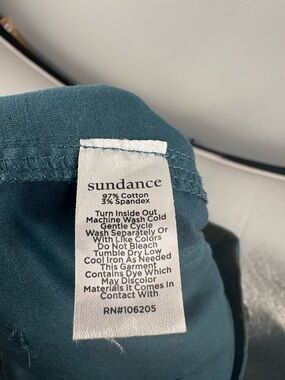 sundance
97% Cotton
3% Spandex
Turn Inside Out
Machine Wash Cold
Gentle Cycle
Wash Separately Or
With Like Colors
Do Not Bleach
Tumble Dry Low
Cool Iron As Needed
This Garment
Contains Dye Which
May Discolor
Materials It Comes In
Contact With
RN#106205